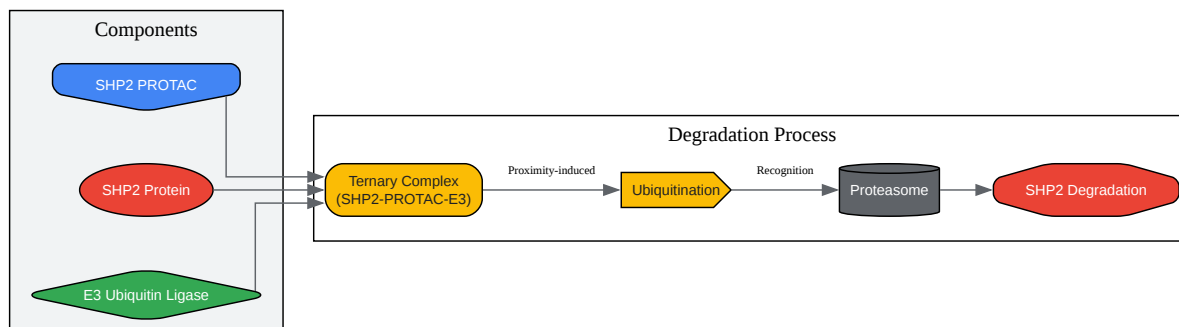 Components
SHP2 PROTAC
SHP2 Protein
E3 Ubiquitin Ligase
Degradation Process
Ternary Complex
(SHP2-PROTAC-E3)
Proximity-induced
Ubiquitination
Recognition
Proteasome
SHP2 Degradation